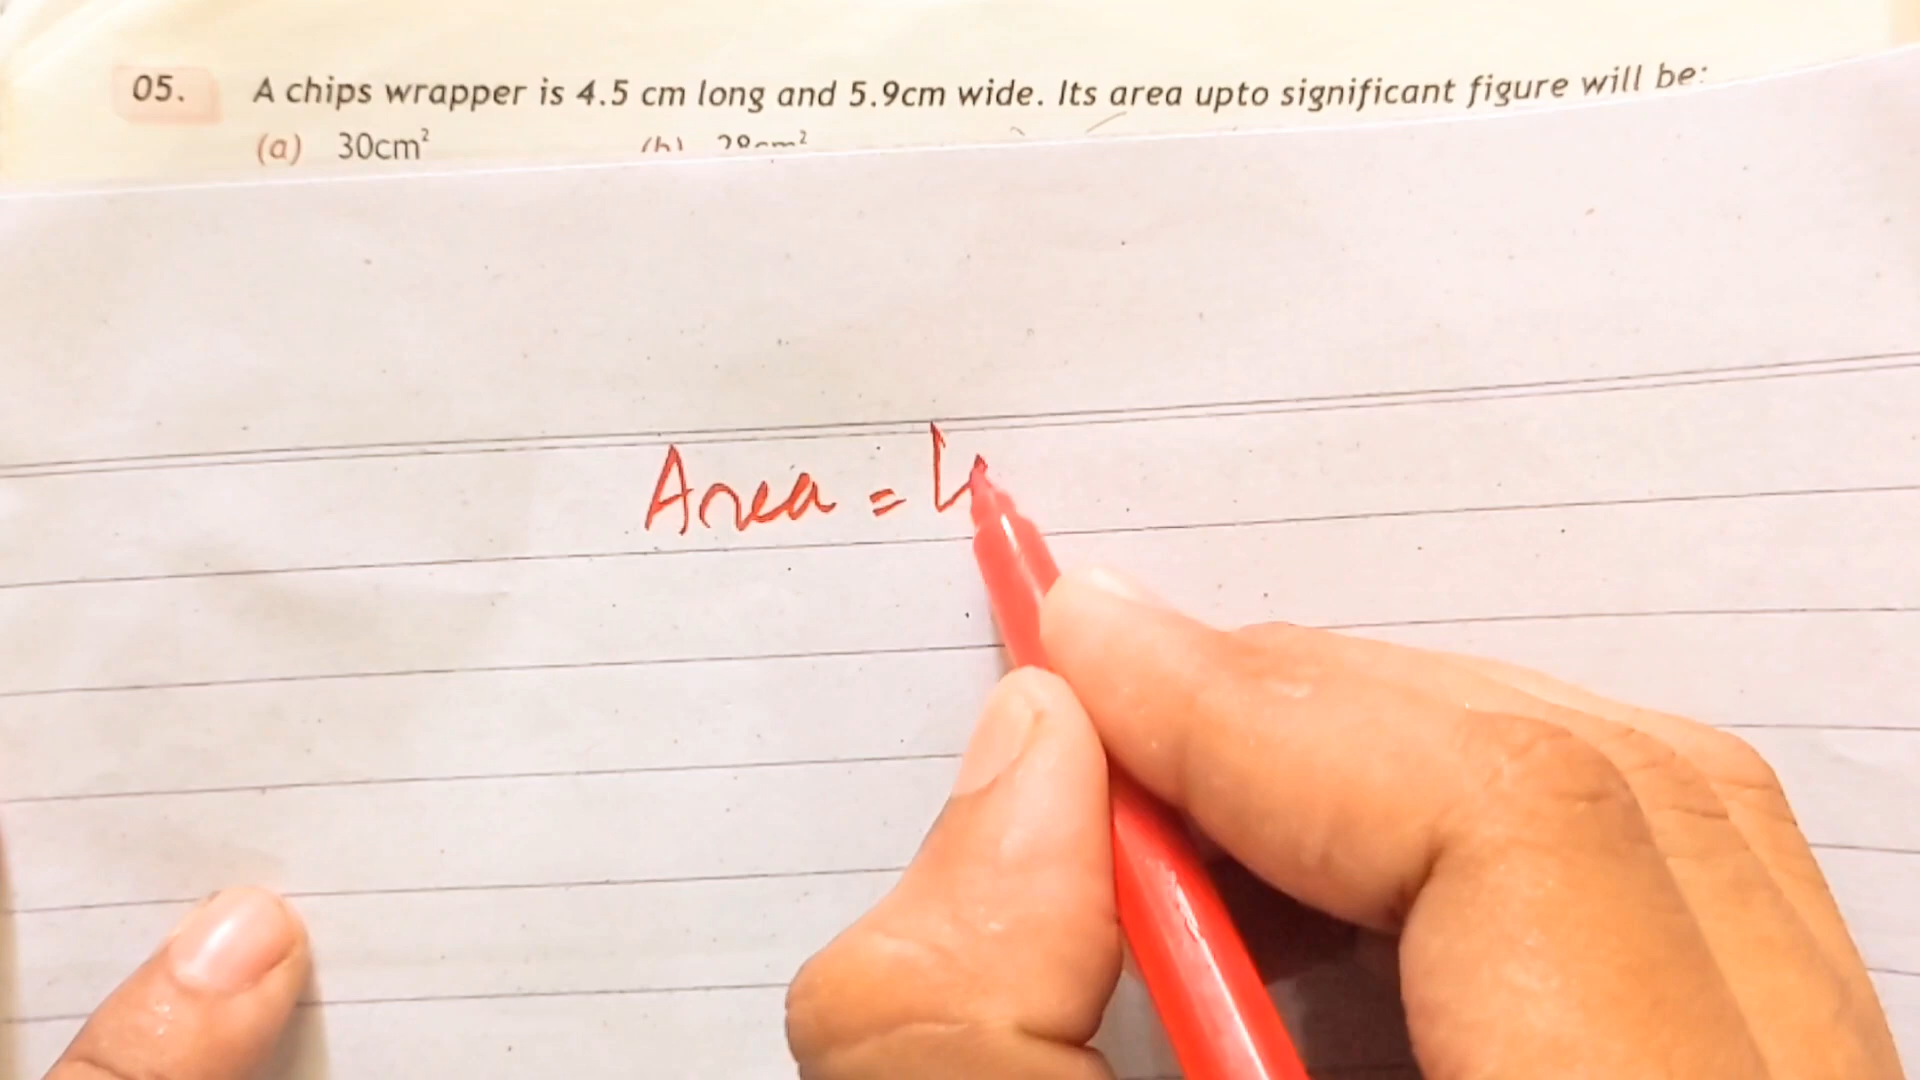 05. A chips wrapper is 4.5 cm long and 5.9cm wide. Its area upto significant figure will be:
(a) 30cm²
Area =